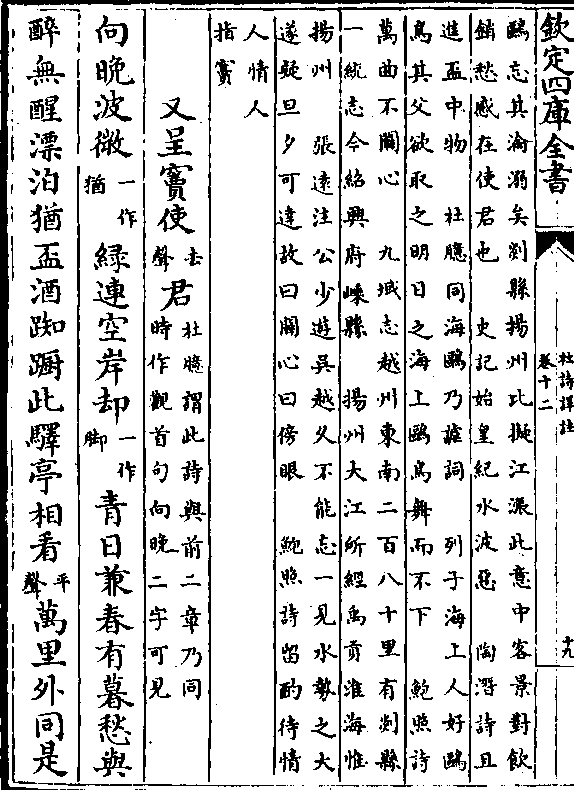 欽定四庫全書
杜詩詳註
卷十二
十九
鷗忘其淪溺矣剡縣揚州比擬江漲此意中客景對飲
銷愁感在使君也　史記始皇紀水波惡　陶潛詩且
進盃中物　杜臆同海鷗乃謔詞　列子海上人好鷗
鳥其父欲取之明日之海上鷗鳥舞而不下　鮑照詩
萬曲不關心　九域志越州東南二百八十里有剡縣
一統志今紹興府嵊縣　揚州大江所經禹貢淮海惟
揚州　張遠注公少遊吳越久不能忘一見水勢之大
遂疑旦夕可達故曰關心曰傍眼　鮑照詩留酌待情
人情人
指竇
又呈竇使去聲君杜臆謂此詩與前二章乃同時作觀首句向晚二字可見
向晚波微一作猶綠連空岸却一作脚青日兼春有暮愁與
醉無醒漂泊猶盃酒踟躕此驛亭相看平聲萬里外同是